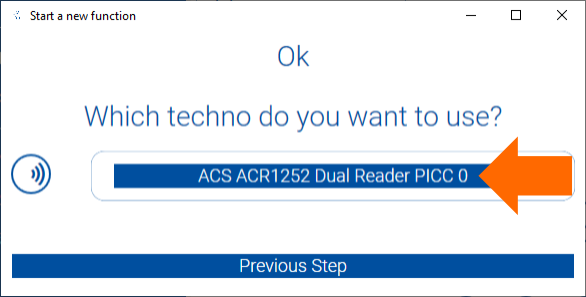 Start a new function
Ok
Which techno do you want to use?
ACS ACR1252 Dual Reader PICC 0
Previous Step